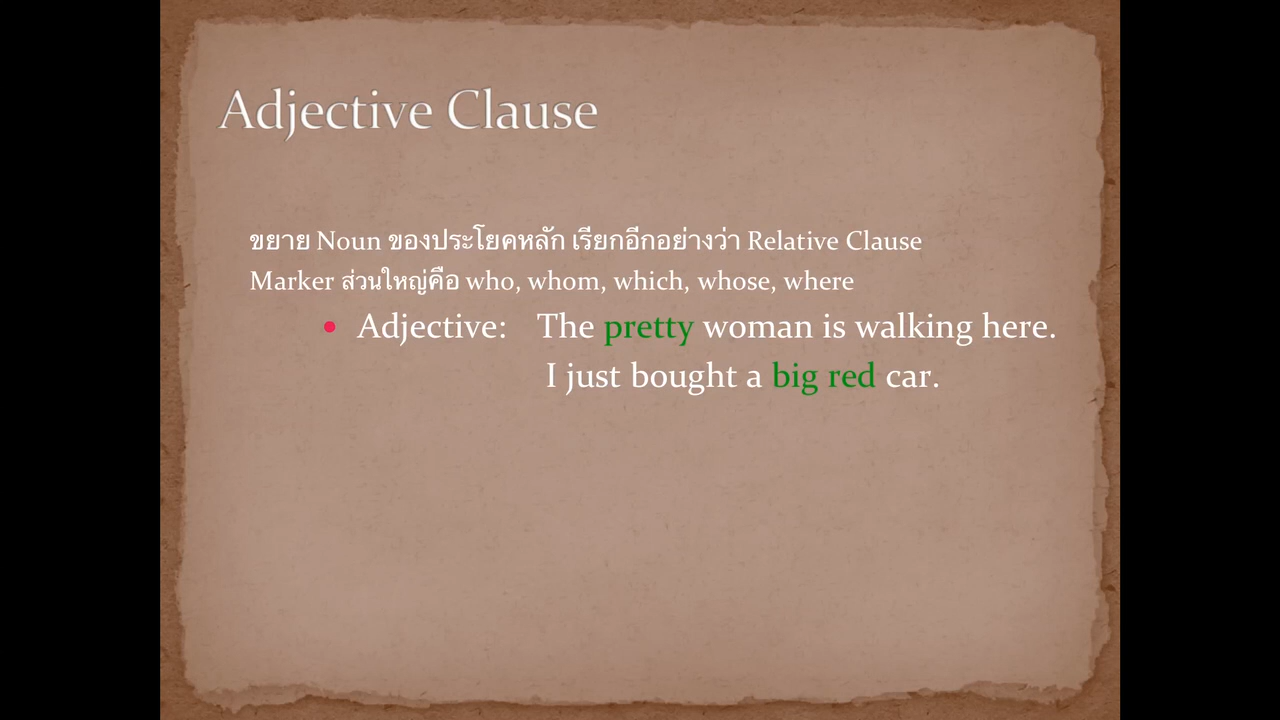 Adjective Clause
ขยาย Noun ของประโยคหลัก เรียกอีกอย่างว่า Relative Clause
Marker ส่วนใหญ่คือ who, whom, which, whose, where
• Adjective: The pretty woman is walking here.
I just bought a big red car.